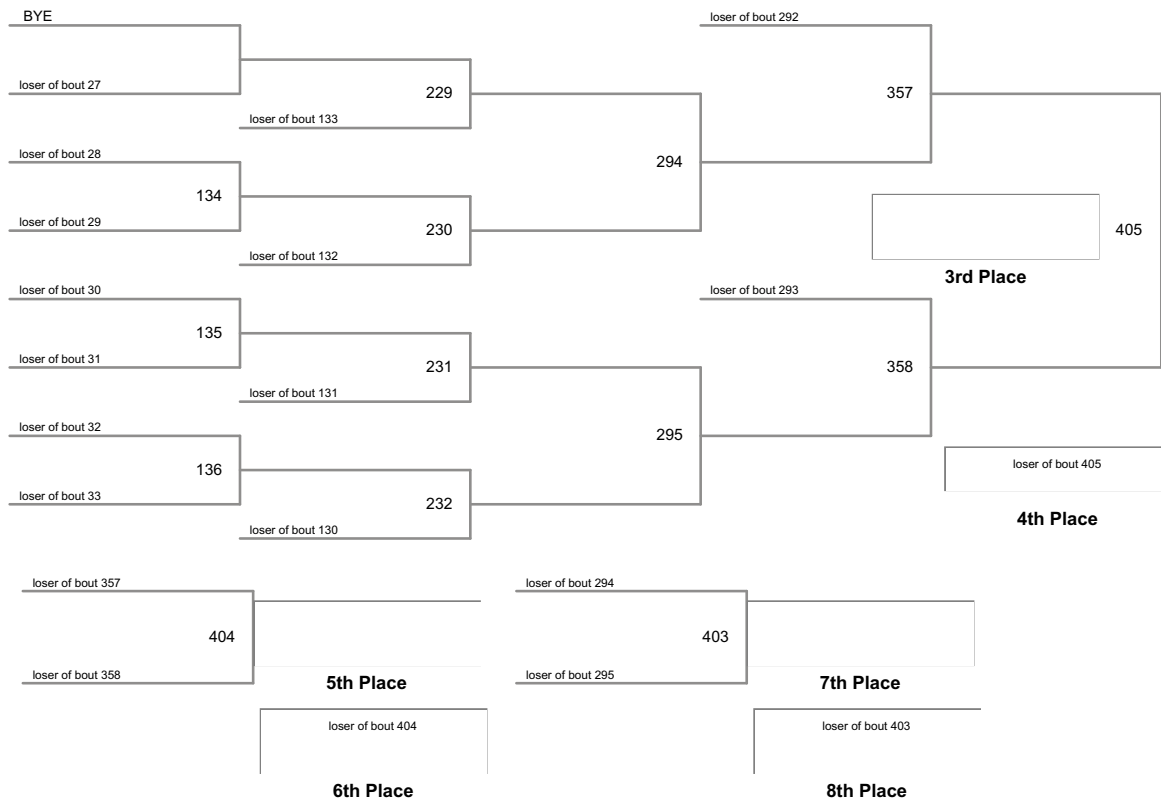 BYE
loser of bout 292
loser of bout 27
229
357
loser of bout 133
loser of bout 28
294
134
loser of bout 29
230
405
loser of bout 132
3rd Place
loser of bout 30
loser of bout 293
135
loser of bout 31
231
358
loser of bout 131
loser of bout 32
295
136
loser of bout 405
loser of bout 33
232
4th Place
loser of bout 130
loser of bout 357
loser of bout 294
404
403
loser of bout 358
5th Place
loser of bout 295
7th Place
loser of bout 404
loser of bout 403
6th Place
8th Place